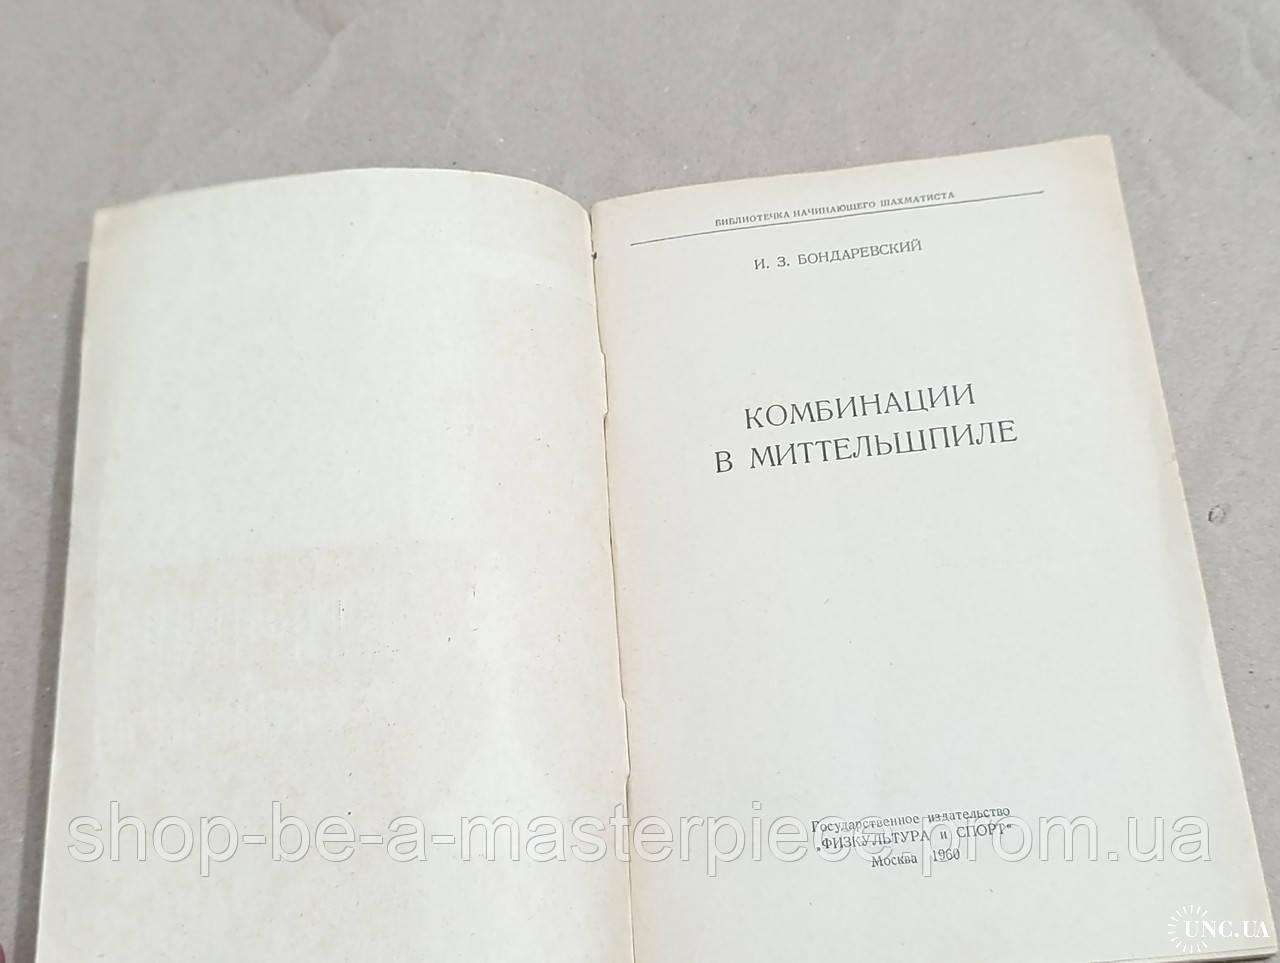 БИБЛИОТЕЧКА НАЧИНАЮЩЕГО ШАХМАТИСТА
И. З. БОНДАРЕВСКИЙ
КОМБИНАЦИИ
В МИТТЕЛЬШПИЛЕ
Государственное издательство
„ФИЗКУЛЬТУРА и СПОРТ“
Москва 1960
shop-be-a-masterpiece.prom.ua
UNC.UA